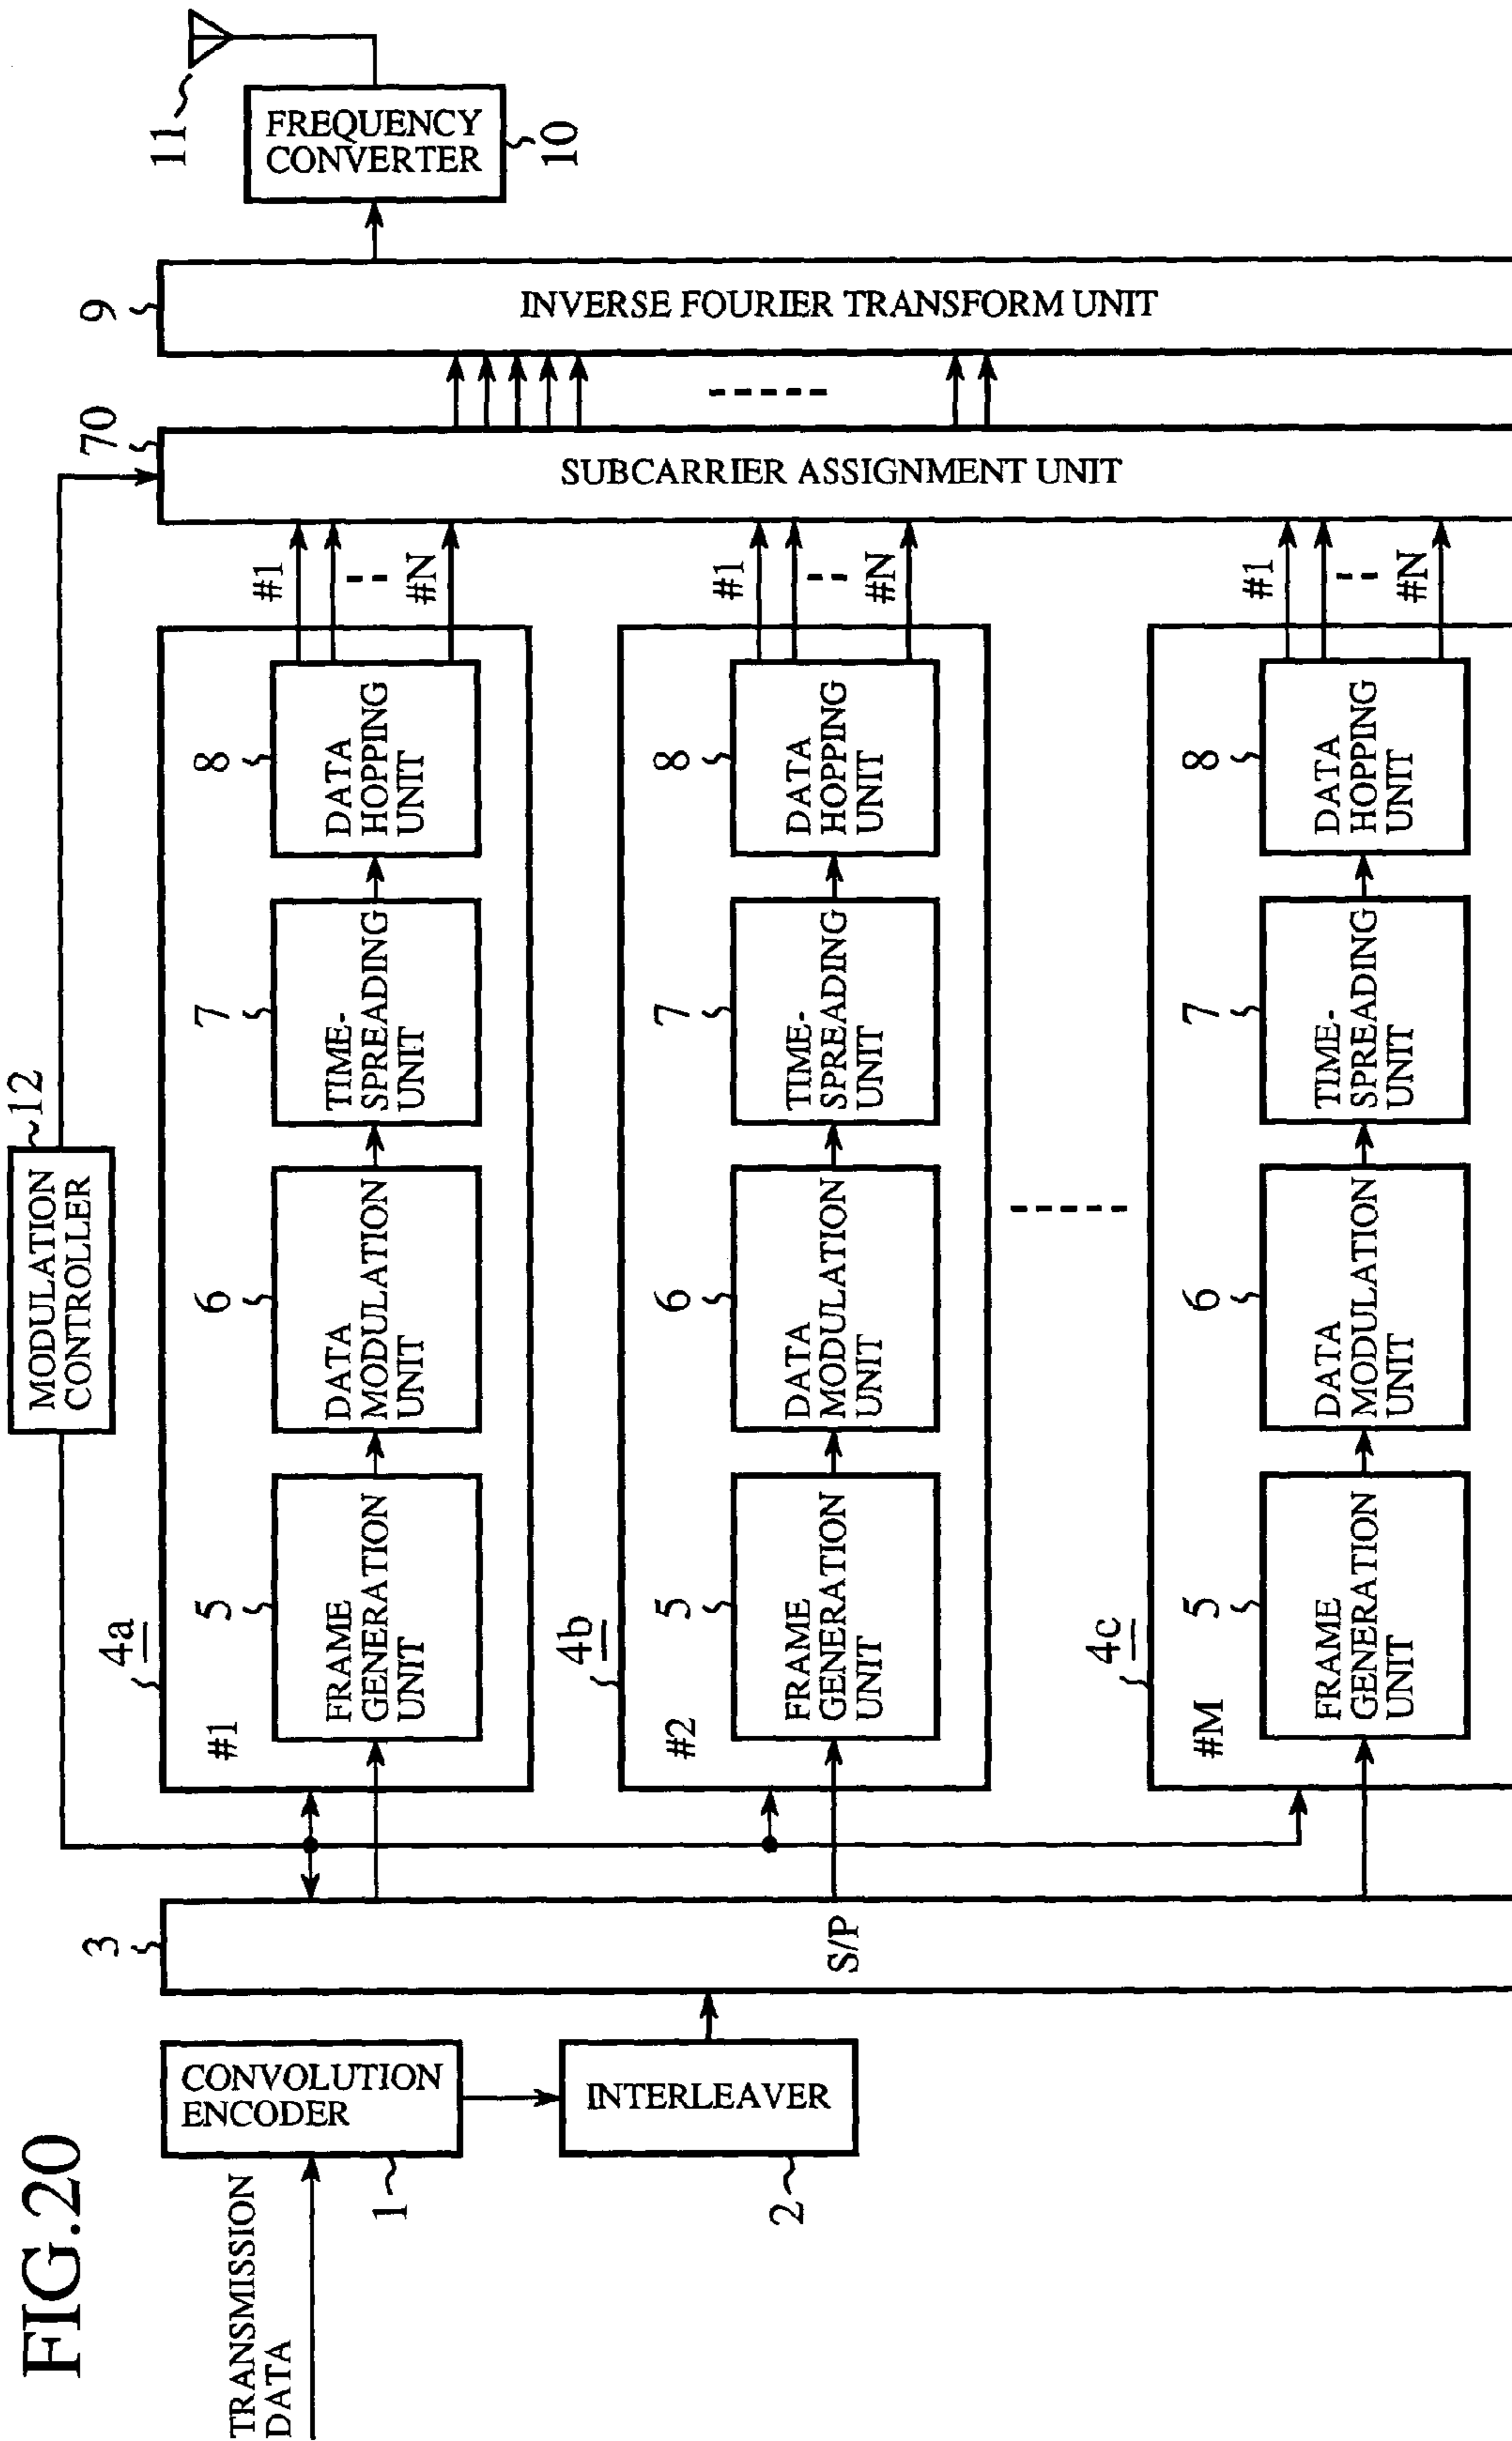 FIG.20
TRANSMISSION
DATA
CONVOLUTION
ENCODER
1
INTERLEAVER
2
3
S/P
MODULATION
CONTROLLER
12
4a
#1
5
FRAME
GENERATION
UNIT
6
DATA
MODULATION
UNIT
7
TIME-
SPREADING
UNIT
8
DATA
HOPPING
UNIT
#1
#N
4b
#2
5
FRAME
GENERATION
UNIT
6
DATA
MODULATION
UNIT
7
TIME-
SPREADING
UNIT
8
DATA
HOPPING
UNIT
#1
#N
4c
#M
5
FRAME
GENERATION
UNIT
6
DATA
MODULATION
UNIT
7
TIME-
SPREADING
UNIT
8
DATA
HOPPING
UNIT
#1
#N
70
SUBCARRIER ASSIGNMENT UNIT
9
INVERSE FOURIER TRANSFORM UNIT
FREQUENCY
CONVERTER
10
11